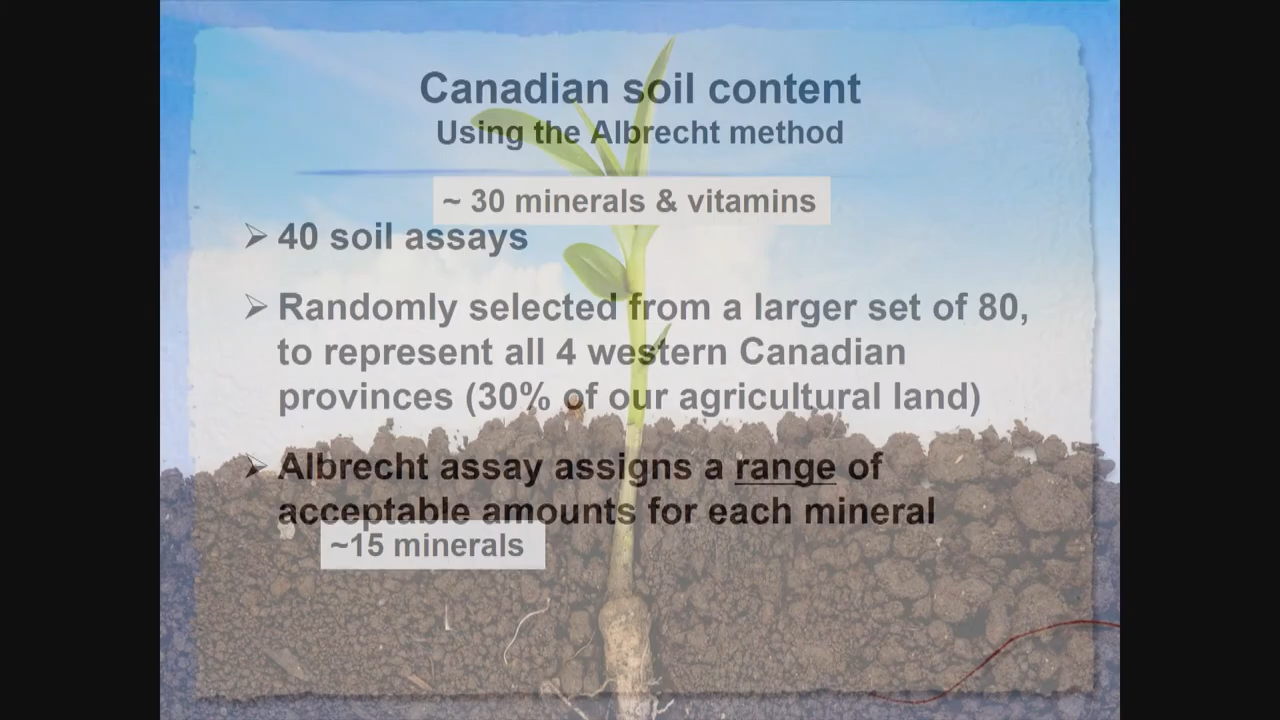 Canadian soil content
Using the Albrecht method
~ 30 minerals & vitamins
➢ 40 soil assays
➢ Randomly selected from a larger set of 80,
to represent all 4 western Canadian
provinces (30% of our agricultural land)
➢ Albrecht assay assigns a range of
acceptable amounts for each mineral
~15 minerals